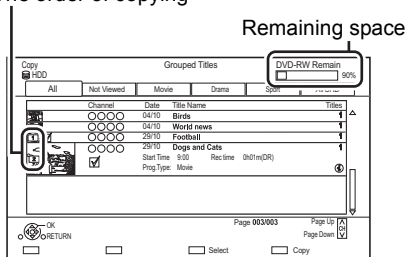 The order of copying
Remaining space
Copy
HDD
Grouped Titles
DVD-RW Remain
90%
All Not Viewed Movie Drama Sport AVCHD
Channel Date Title Name Titles
04/10 Birds 1
04/10 World news 1
1 29/10 Football 1
29/10 Dogs and Cats 1
2 Start Time 9:00 Rec time 0h01m(DR)
Prog.Type: Movie
OK
RETURN
Page 003/003
Page Up
CH
Page Down
Select Copy